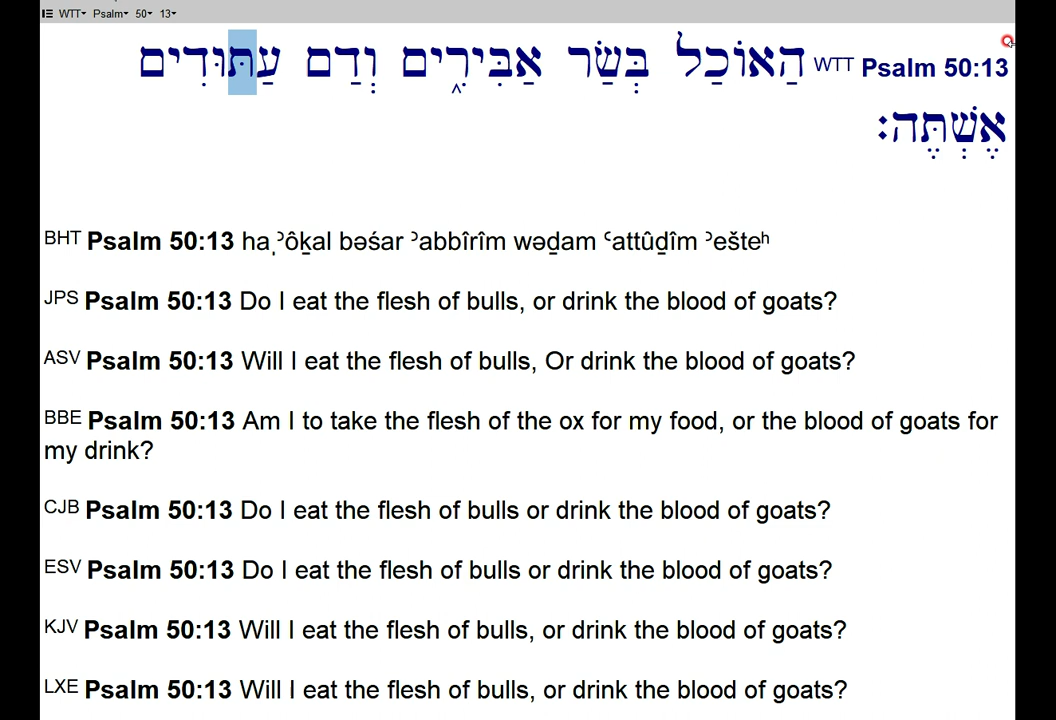 WTT Psalm 50 13
WTT Psalm 50:13 הַאוֹכַל בְּשַׂר אַבִּירִ֑ים וְדַם עַתּוּדִים
אֶשְׁתֶּה׃
BHT Psalm 50:13 haˌʾôḵal bəśar ʾabbîrîm wəḏam ʿattûḏîm ʾešteʰ
JPS Psalm 50:13 Do I eat the flesh of bulls, or drink the blood of goats?
ASV Psalm 50:13 Will I eat the flesh of bulls, Or drink the blood of goats?
BBE Psalm 50:13 Am I to take the flesh of the ox for my food, or the blood of goats for
my drink?
CJB Psalm 50:13 Do I eat the flesh of bulls or drink the blood of goats?
ESV Psalm 50:13 Do I eat the flesh of bulls or drink the blood of goats?
KJV Psalm 50:13 Will I eat the flesh of bulls, or drink the blood of goats?
LXE Psalm 50:13 Will I eat the flesh of bulls, or drink the blood of goats?